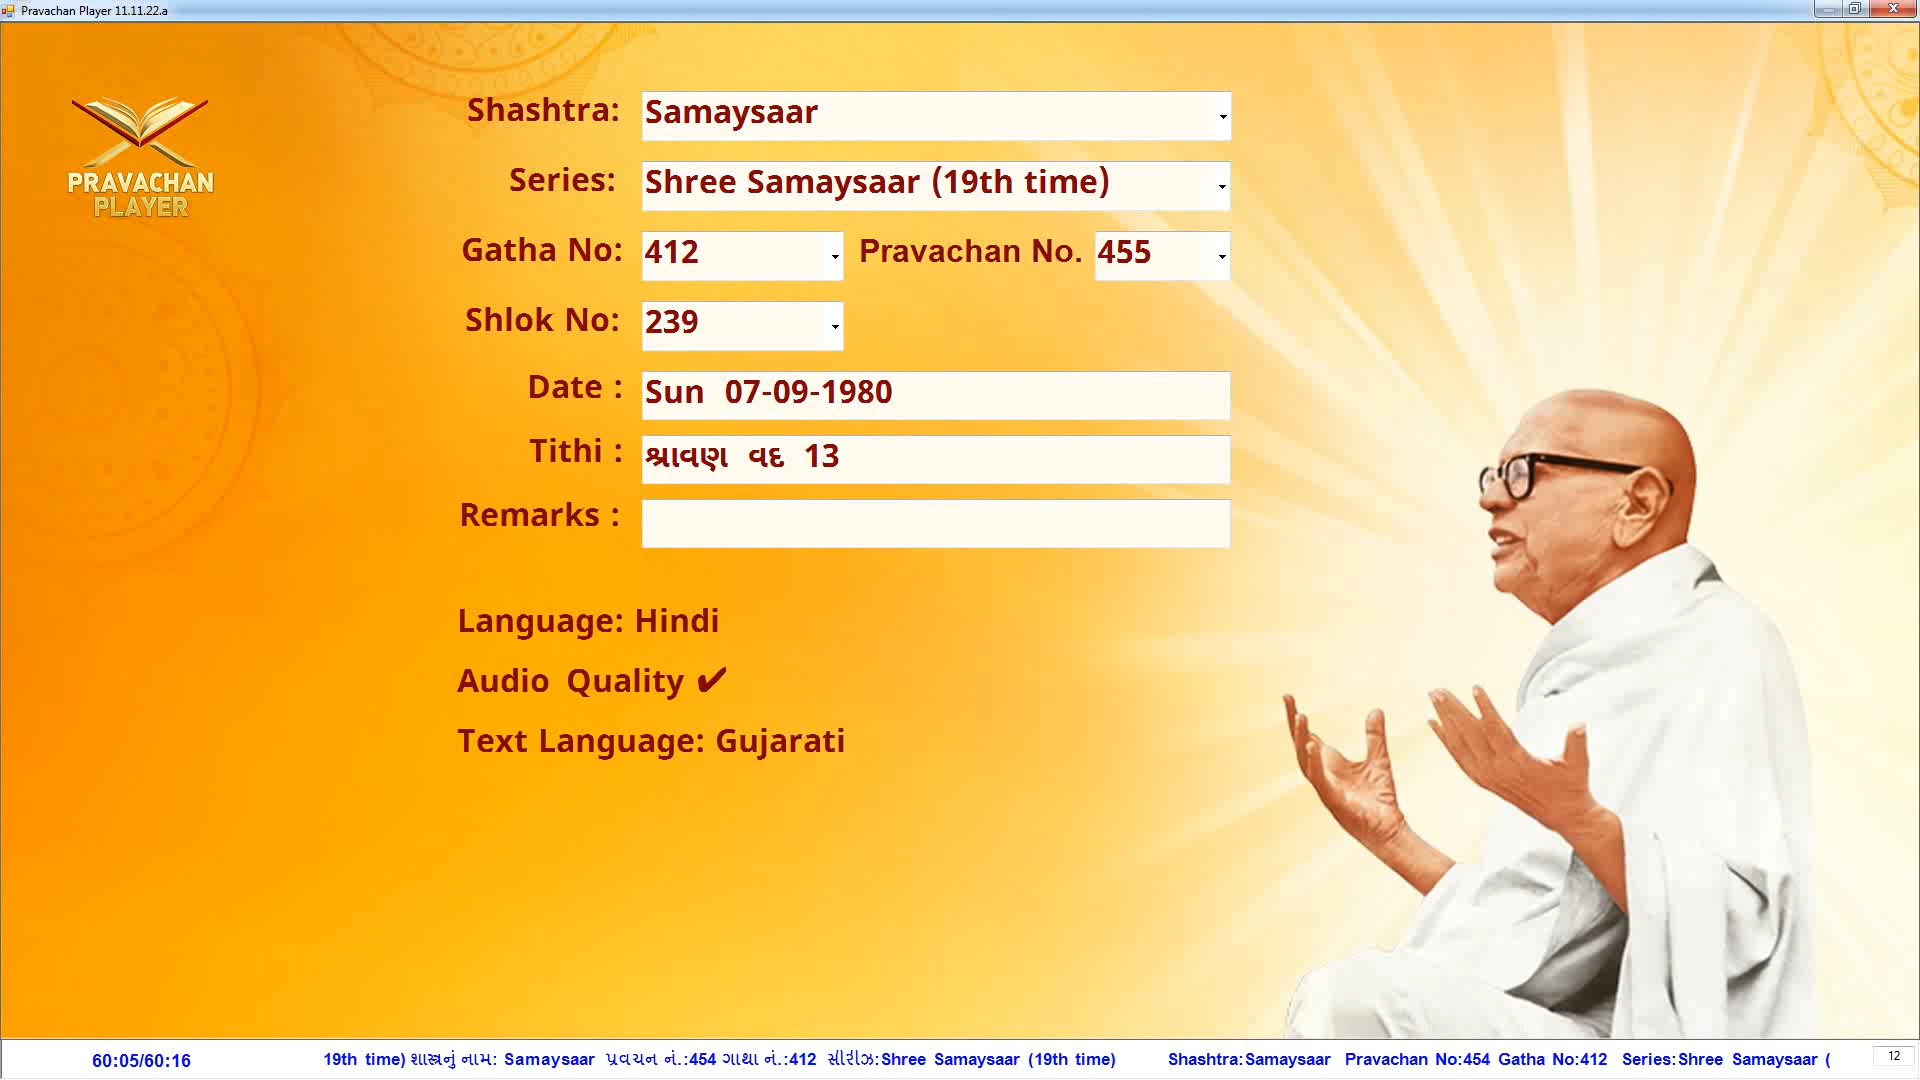 Pravachan Player 11.11.22.a
PRAVACHAN
PLAYER
Shashtra: Samaysaar
Series: Shree Samaysaar (19th time)
Gatha No: 412 Pravachan No. 455
Shlok No: 239
Date : Sun 07-09-1980
Tithi : શ્રાવણ વદ 13
Remarks :
Language: Hindi
Audio Quality ✔
Text Language: Gujarati
60:05/60:16 19th time) શાસ્ત્રનું નામ: Samaysaar પ્રવચન નં.:454 ગાથા નં.:412 સીરીઝ:Shree Samaysaar (19th time) Shashtra:Samaysaar Pravachan No:454 Gatha No:412 Series:Shree Samaysaar ( 12